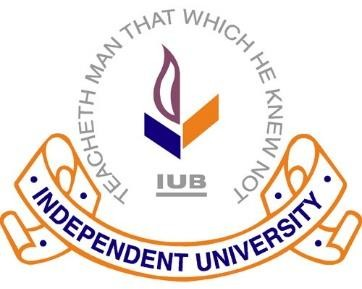 TEACHETH MAN THAT WHICH HE KNEW NOT
IUB
· INDEPENDENT UNIVERSITY ·